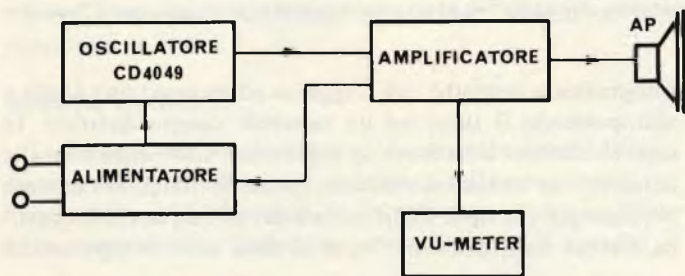 OSCILLATORE
CD4049
AMPLIFICATORE
AP
ALIMENTATORE
VU-METER